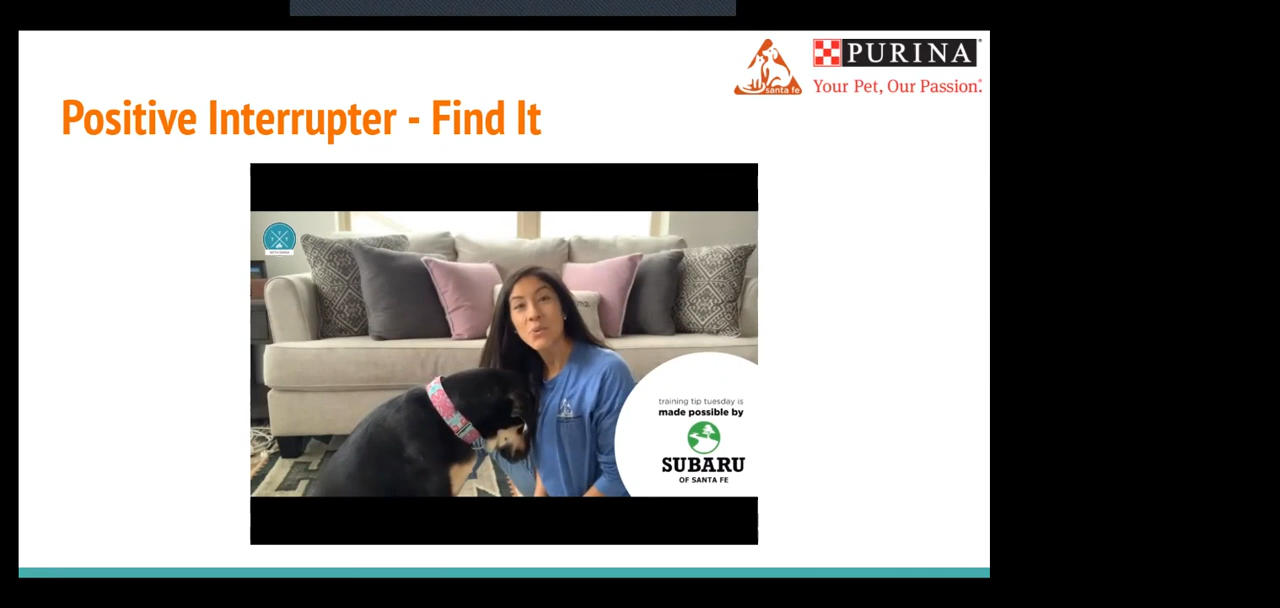 santa fe
PURINA
Your Pet, Our Passion.
Positive Interrupter - Find It
training tip tuesday is
made possible by
SUBARU
OF SANTA FE